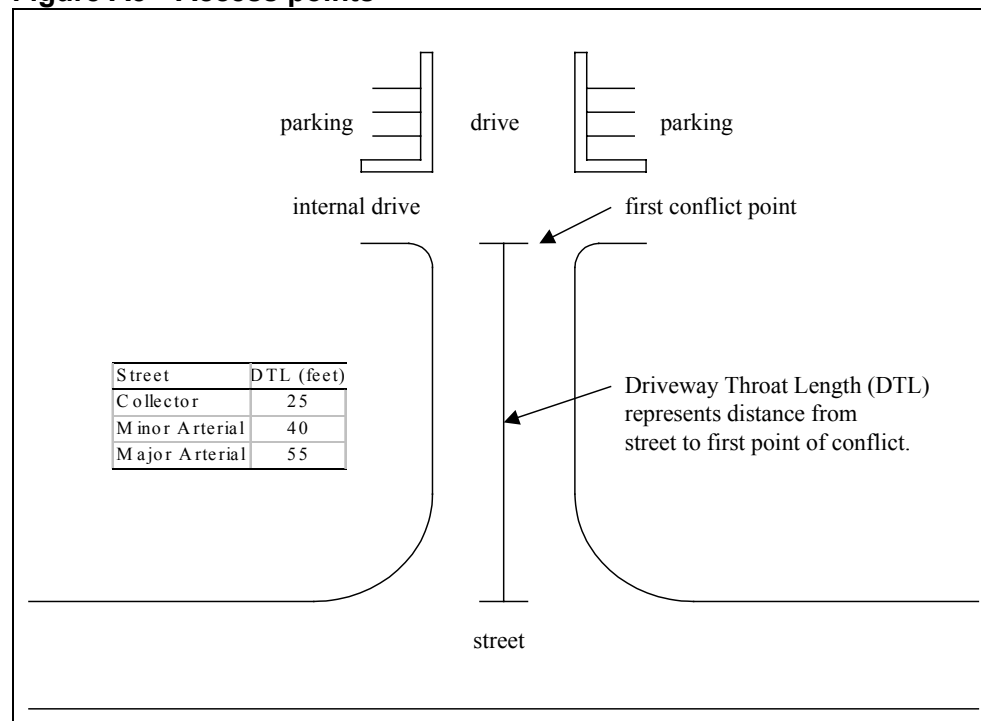 Figure - Access points
parking
drive
parking
internal drive
first conflict point
Street DTL (feet)
Collector 25
Minor Arterial 40
Major Arterial 55
Driveway Throat Length (DTL)
represents distance from
street to first point of conflict.
street